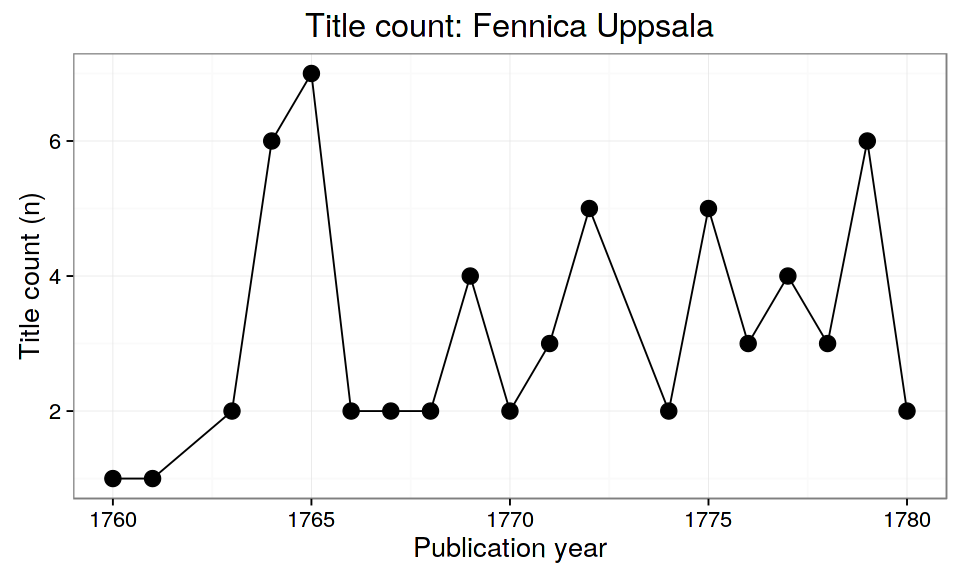 Title count: Fennica Uppsala
Title count (n)
6
4
2
1760 1765 1770 1775 1780
Publication year